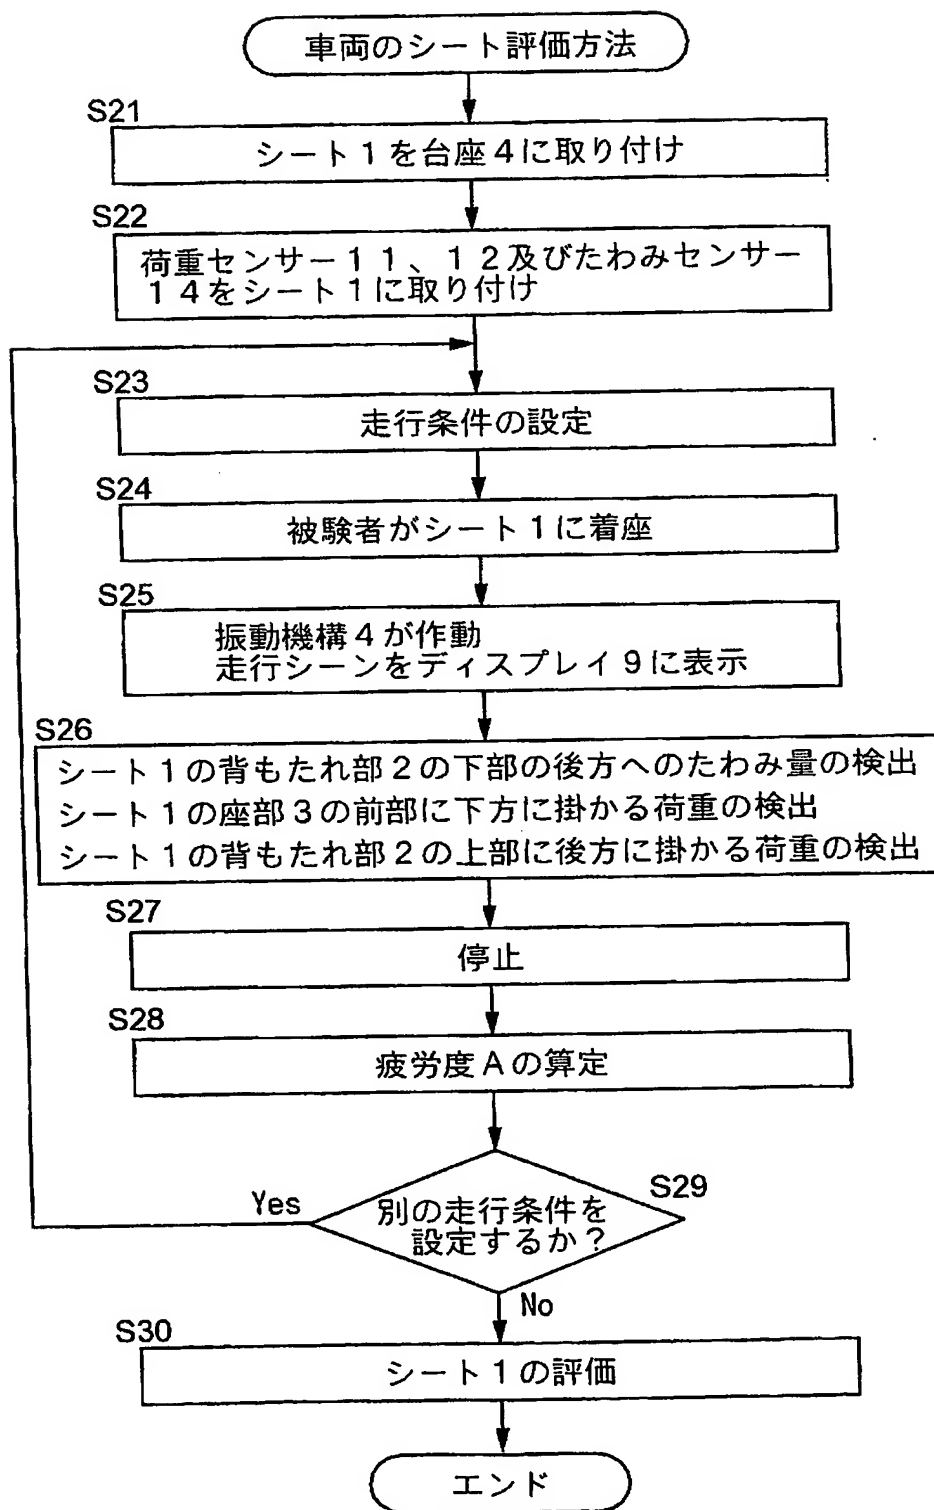 車両のシート評価方法
S21
シート１を台座４に取り付け
S22
荷重センサー１１、１２及びたわみセンサー
１４をシート１に取り付け
S23
走行条件の設定
S24
被験者がシート１に着座
S25
振動機構４が作動
走行シーンをディスプレイ９に表示
S26
シート１の背もたれ部２の下部の後方へのたわみ量の検出
シート１の座部３の前部に下方に掛かる荷重の検出
シート１の背もたれ部２の上部に後方に掛かる荷重の検出
S27
停止
S28
疲労度Ａの算定
S29
Yes
別の走行条件を
設定するか？
No
S30
シート１の評価
エンド